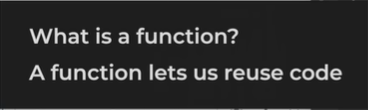 What is a function?
A function lets us reuse code